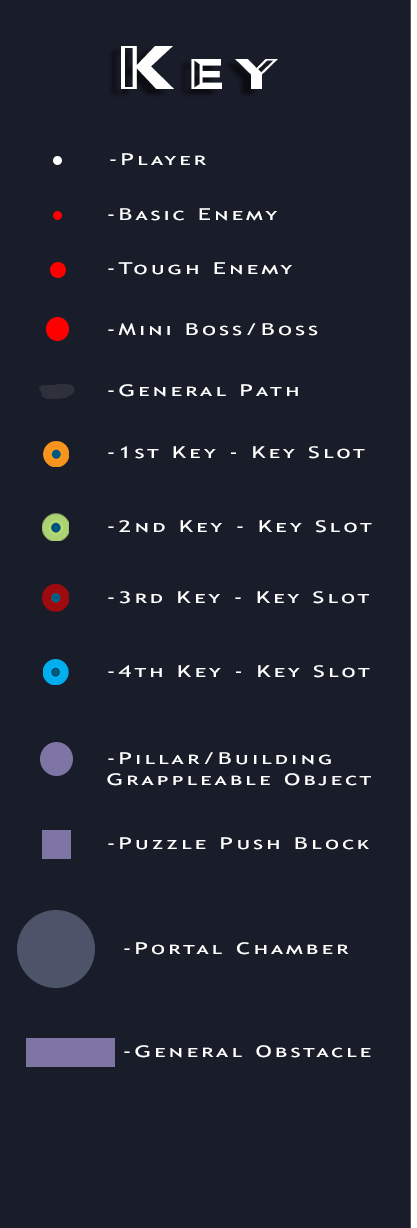 Key
-Player
-Basic Enemy
-Tough Enemy
-Mini Boss/Boss
-General Path
-1st Key - Key Slot
-2nd Key - Key Slot
-3rd Key - Key Slot
-4th Key - Key Slot
-Pillar/Building
Grappleable Object
-Puzzle Push Block
-Portal Chamber
-General Obstacle